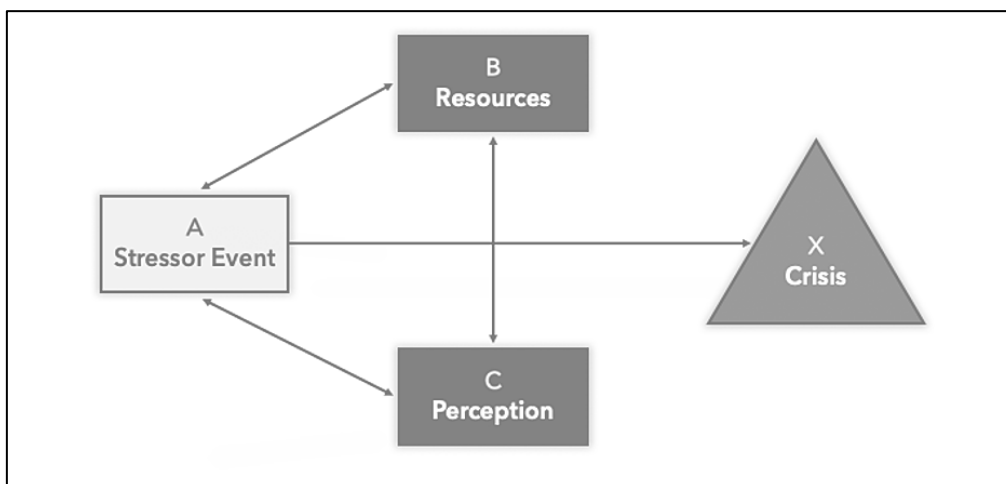 B
Resources
A
Stressor Event
X
Crisis
C
Perception